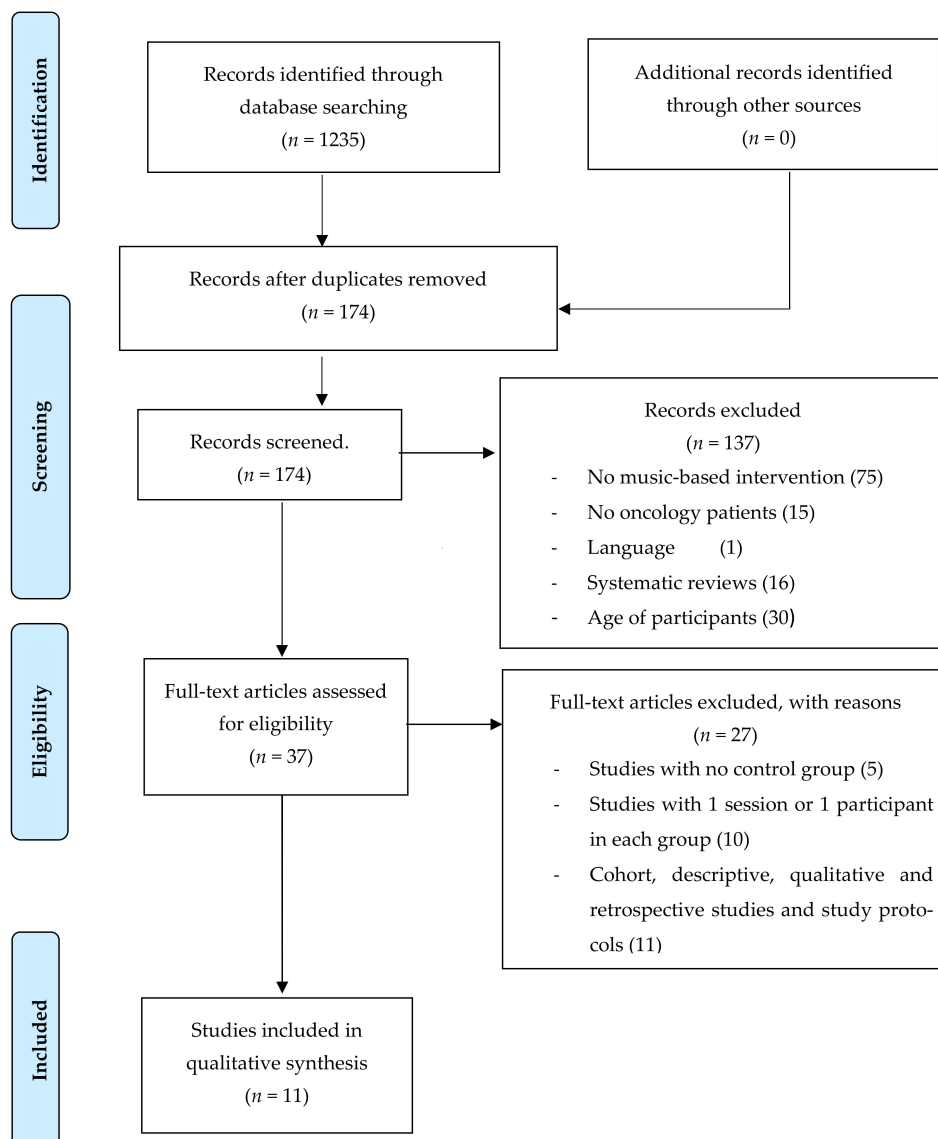 Identification
Records identified through
database searching
(n = 1235)
Additional records identified
through other sources
(n = 0)
Records after duplicates removed
(n = 174)
Screening
Records screened.
(n = 174)
Records excluded
(n = 137)
- No music-based intervention (75)
- No oncology patients (15)
- Language (1)
- Systematic reviews (16)
- Age of participants (30)
Eligibility
Full-text articles assessed
for eligibility
(n = 37)
Full-text articles excluded, with reasons
(n = 27)
- Studies with no control group (5)
- Studies with 1 session or 1 participant
in each group (10)
- Cohort, descriptive, qualitative and
retrospective studies and study proto-
cols (11)
Included
Studies included in
qualitative synthesis
(n = 11)